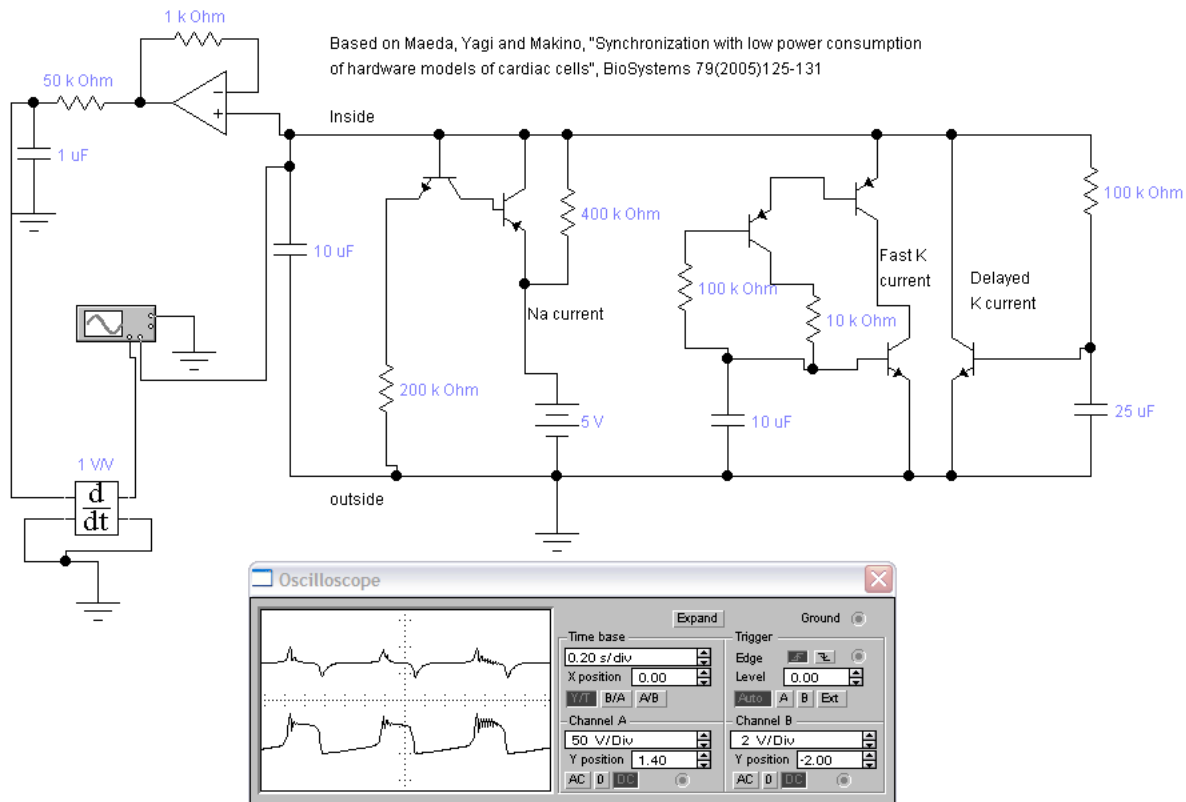 1 k Ohm
Based on Maeda, Yagi and Makino, "Synchronization with low power consumption
of hardware models of cardiac cells", BioSystems 79(2005)125-131
50 k Ohm
Inside
1 uF
400 k Ohm
100 k Ohm
10 uF
Fast K
current
Delayed
K current
100 k Ohm
10 k Ohm
Na current
200 k Ohm
5 V
10 uF
25 uF
1 V/V
d
dt
outside
Oscilloscope
Expand
Ground
Time base
0.20 s/div
X position 0.00
Y/T B/A A/B
Trigger
Edge
Level 0.00
Auto A B Ext
Channel A
50 V/Div
Y position 1.40
AC 0 DC
Channel B
2 V/Div
Y position -2.00
AC 0 DC